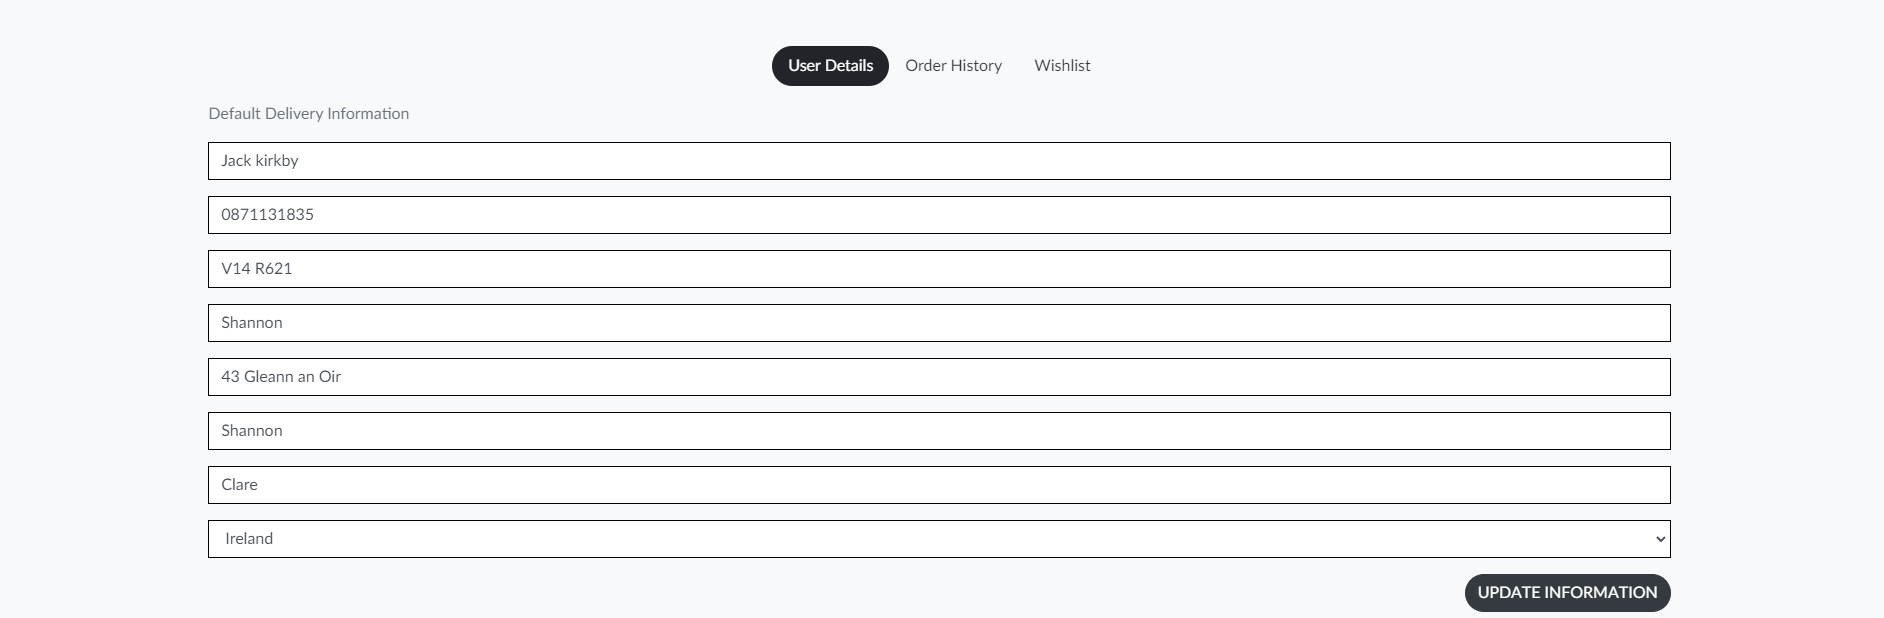 User Details Order History Wishlist
Default Delivery Information
Jack kirkby
0871131835
V14 R621
Shannon
43 Gleann an Oir
Shannon
Clare
Ireland
UPDATE INFORMATION